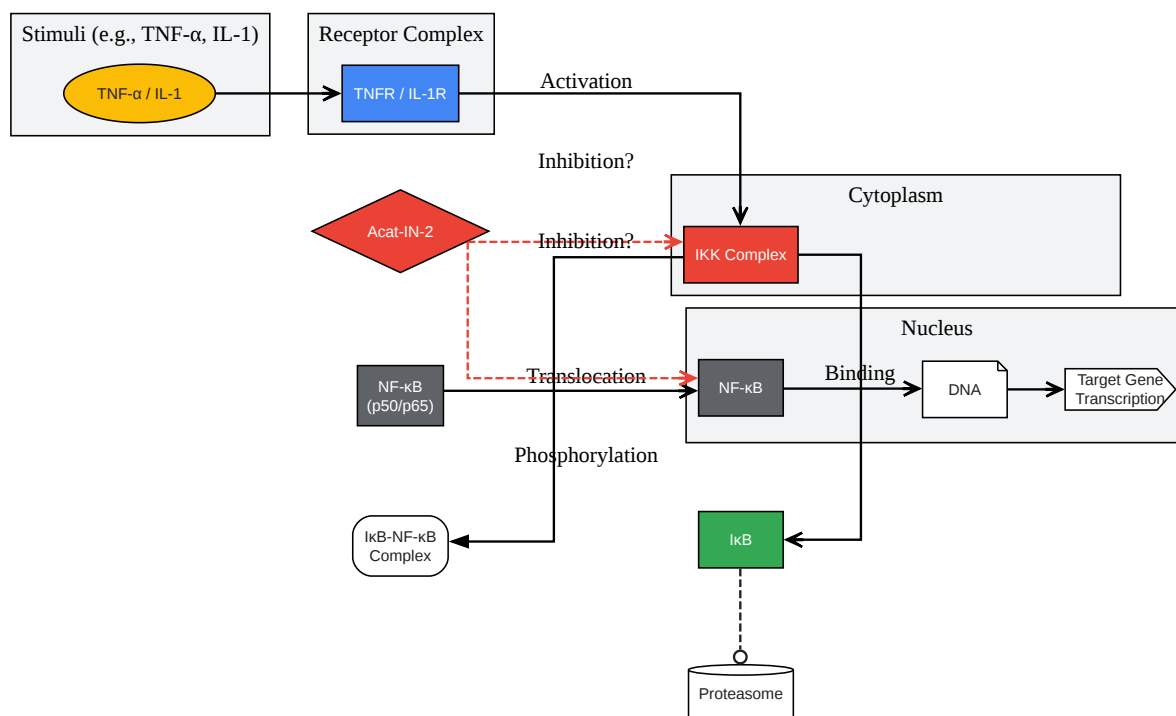 Stimuli (e.g., TNF-α, IL-1)
TNF-α / IL-1
Receptor Complex
TNFR / IL-1R
Activation
Inhibition?
Cytoplasm
Acat-IN-2
Inhibition?
IKK Complex
Nucleus
NF-κB
(p50/p65)
Translocation
NF-κB
Binding
DNA
Target Gene
Transcription
Phosphorylation
IκB-NF-κB
Complex
IκB
Proteasome